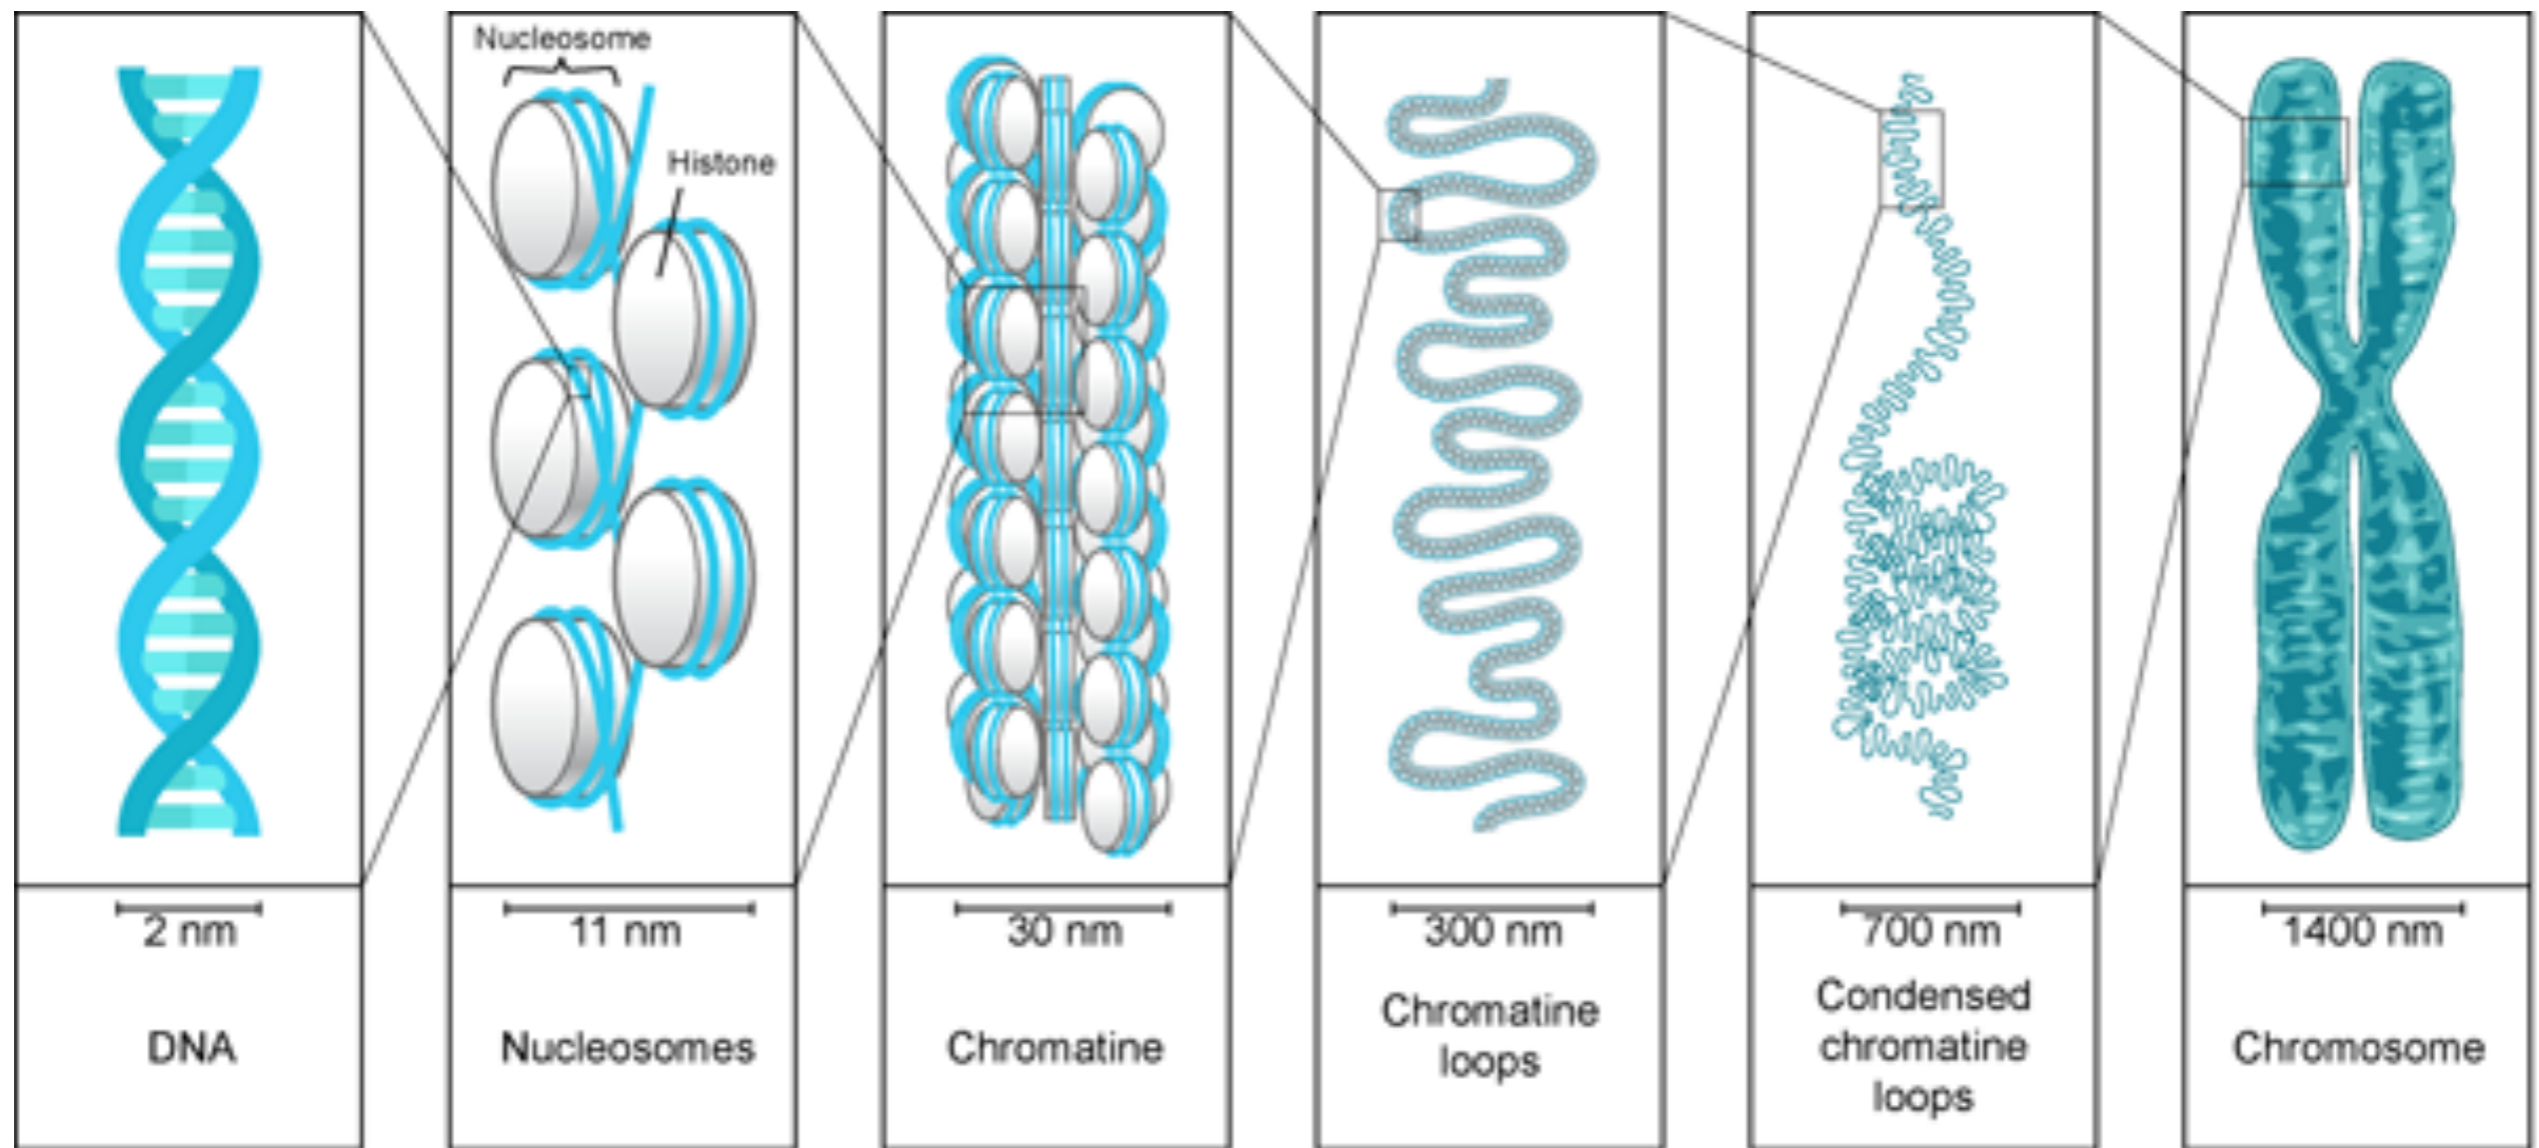 Nucleosome
Histone
2 nm
DNA
11 nm
Nucleosomes
30 nm
Chromatine
300 nm
Chromatine
loops
700 nm
Condensed
chromatine
loops
1400 nm
Chromosome